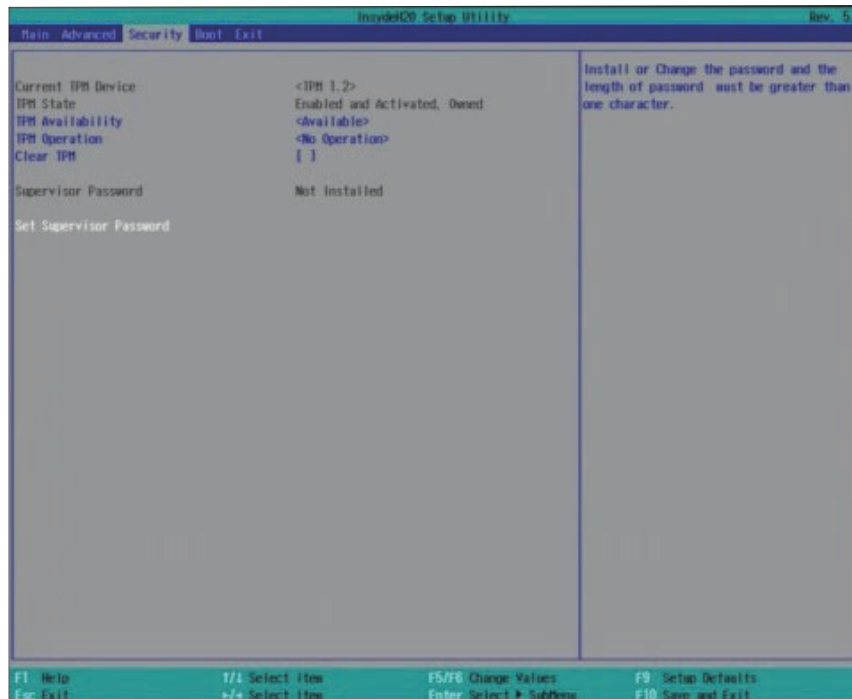 InsydeH20 Setup Utility Rev. 5
Main Advanced Security Boot Exit
Install or Change the password and the
length of password must be greater than
one character.
Current TPM Device <TPM 1.2>
TPM State Enabled and Activated, Owned
TPM Availability <Available>
TPM Operation <No Operation>
Clear TPM [ ]
Supervisor Password Not Installed
Set Supervisor Password
F1 Help ↑/↓ Select Item F5/F6 Change Values F9 Setup Defaults
Esc Exit ←/→ Select Item Enter Select ▶ SubMenu F10 Save and Exit